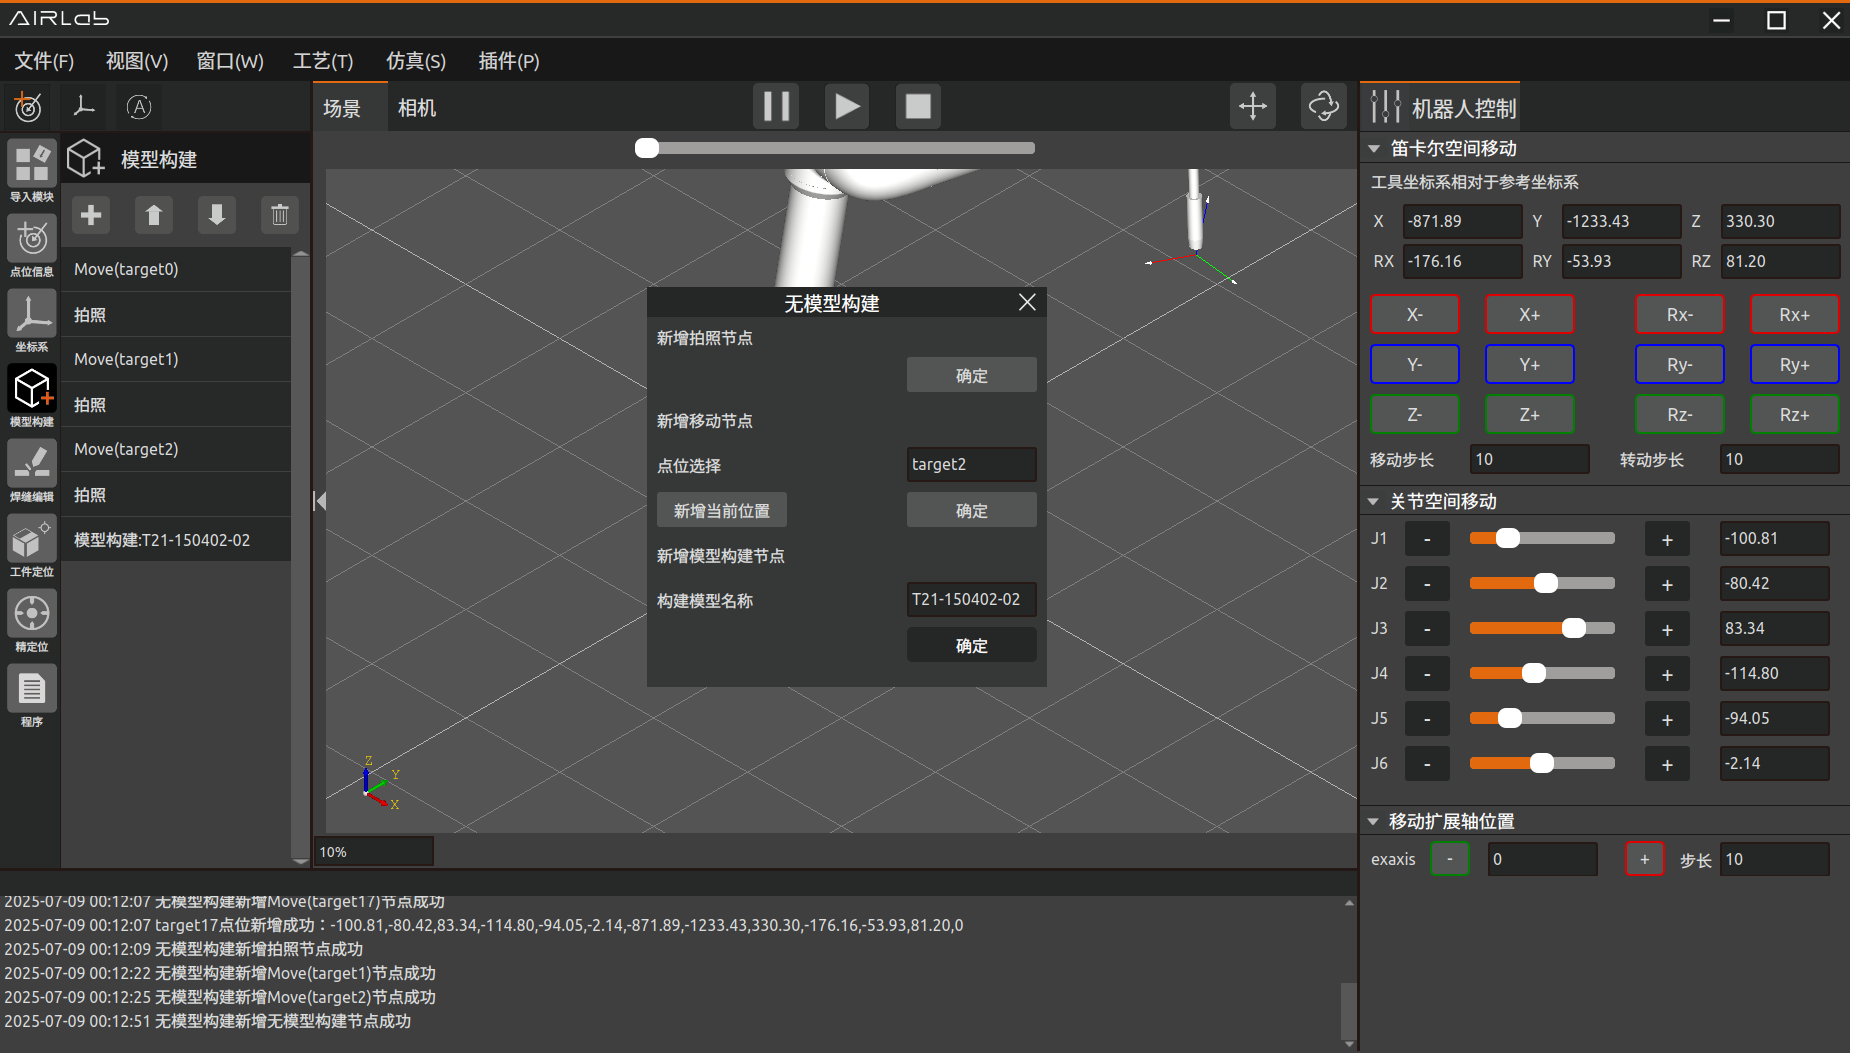 AIRLab
文件(F) 视图(V) 窗口(W) 工艺(T) 仿真(S) 插件(P)
场景 相机
机器人控制
导入模块
点位信息
坐标系
模型构建
焊缝编辑
工件定位
精定位
程序
模型构建
Move(target0)
拍照
Move(target1)
拍照
Move(target2)
拍照
模型构建:T21-150402-02
无模型构建
新增拍照节点
确定
新增移动节点
点位选择 target2
新增当前位置 确定
新增模型构建节点
构建模型名称 T21-150402-02
确定
Z
Y
X
10%
笛卡尔空间移动
工具坐标系相对于参考坐标系
X -871.89 Y -1233.43 Z 330.30
RX -176.16 RY -53.93 RZ 81.20
X- X+ Rx- Rx+
Y- Y+ Ry- Ry+
Z- Z+ Rz- Rz+
移动步长 10 转动步长 10
关节空间移动
J1 - + -100.81
J2 - + -80.42
J3 - + 83.34
J4 - + -114.80
J5 - + -94.05
J6 - + -2.14
移动扩展轴位置
exaxis - 0 + 步长 10
2025-07-09 00:12:07 无模型构建新增Move(target17)节点成功
2025-07-09 00:12:07 target17点位新增成功：-100.81,-80.42,83.34,-114.80,-94.05,-2.14,-871.89,-1233.43,330.30,-176.16,-53.93,81.20,0
2025-07-09 00:12:09 无模型构建新增拍照节点成功
2025-07-09 00:12:22 无模型构建新增Move(target1)节点成功
2025-07-09 00:12:25 无模型构建新增Move(target2)节点成功
2025-07-09 00:12:51 无模型构建新增无模型构建节点成功